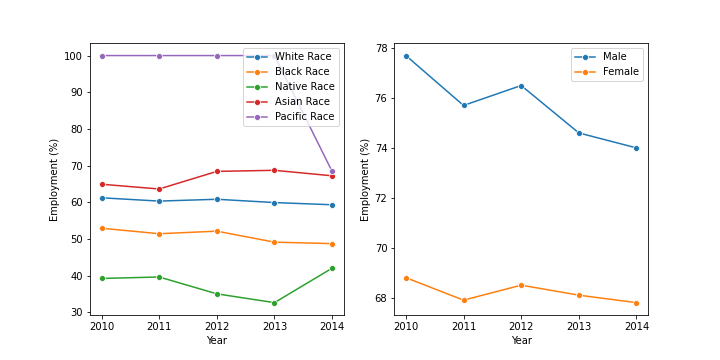 100
90
80
70
60
50
40
30
2010
2011
2012
2013
2014
Employment (%)
Year
White Race
Black Race
Native Race
Asian Race
Pacific Race
78
76
74
72
70
68
2010
2011
2012
2013
2014
Employment (%)
Year
Male
Female